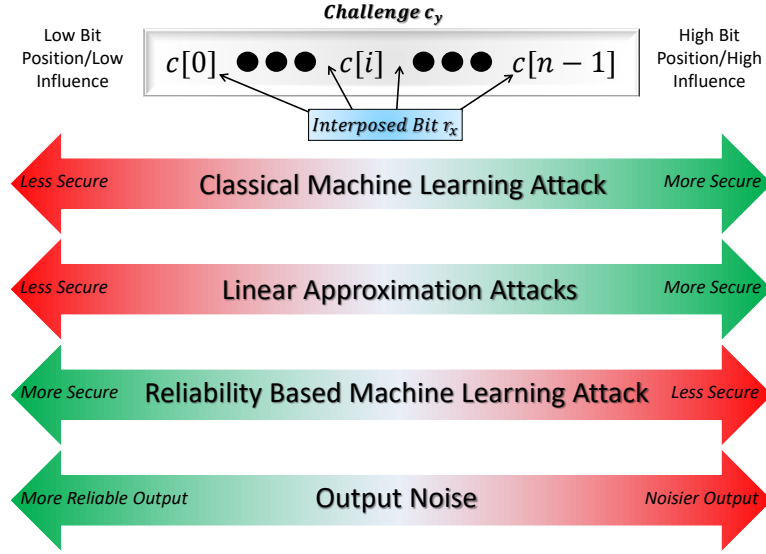 Challenge c_y
Low Bit
Position/Low
Influence
c[0] ●●● c[i] ●●● c[n − 1]
High Bit
Position/High
Influence
Interposed Bit r_x
Less Secure Classical Machine Learning Attack More Secure
Less Secure Linear Approximation Attacks More Secure
More Secure Reliability Based Machine Learning Attack Less Secure
More Reliable Output Output Noise Noisier Output